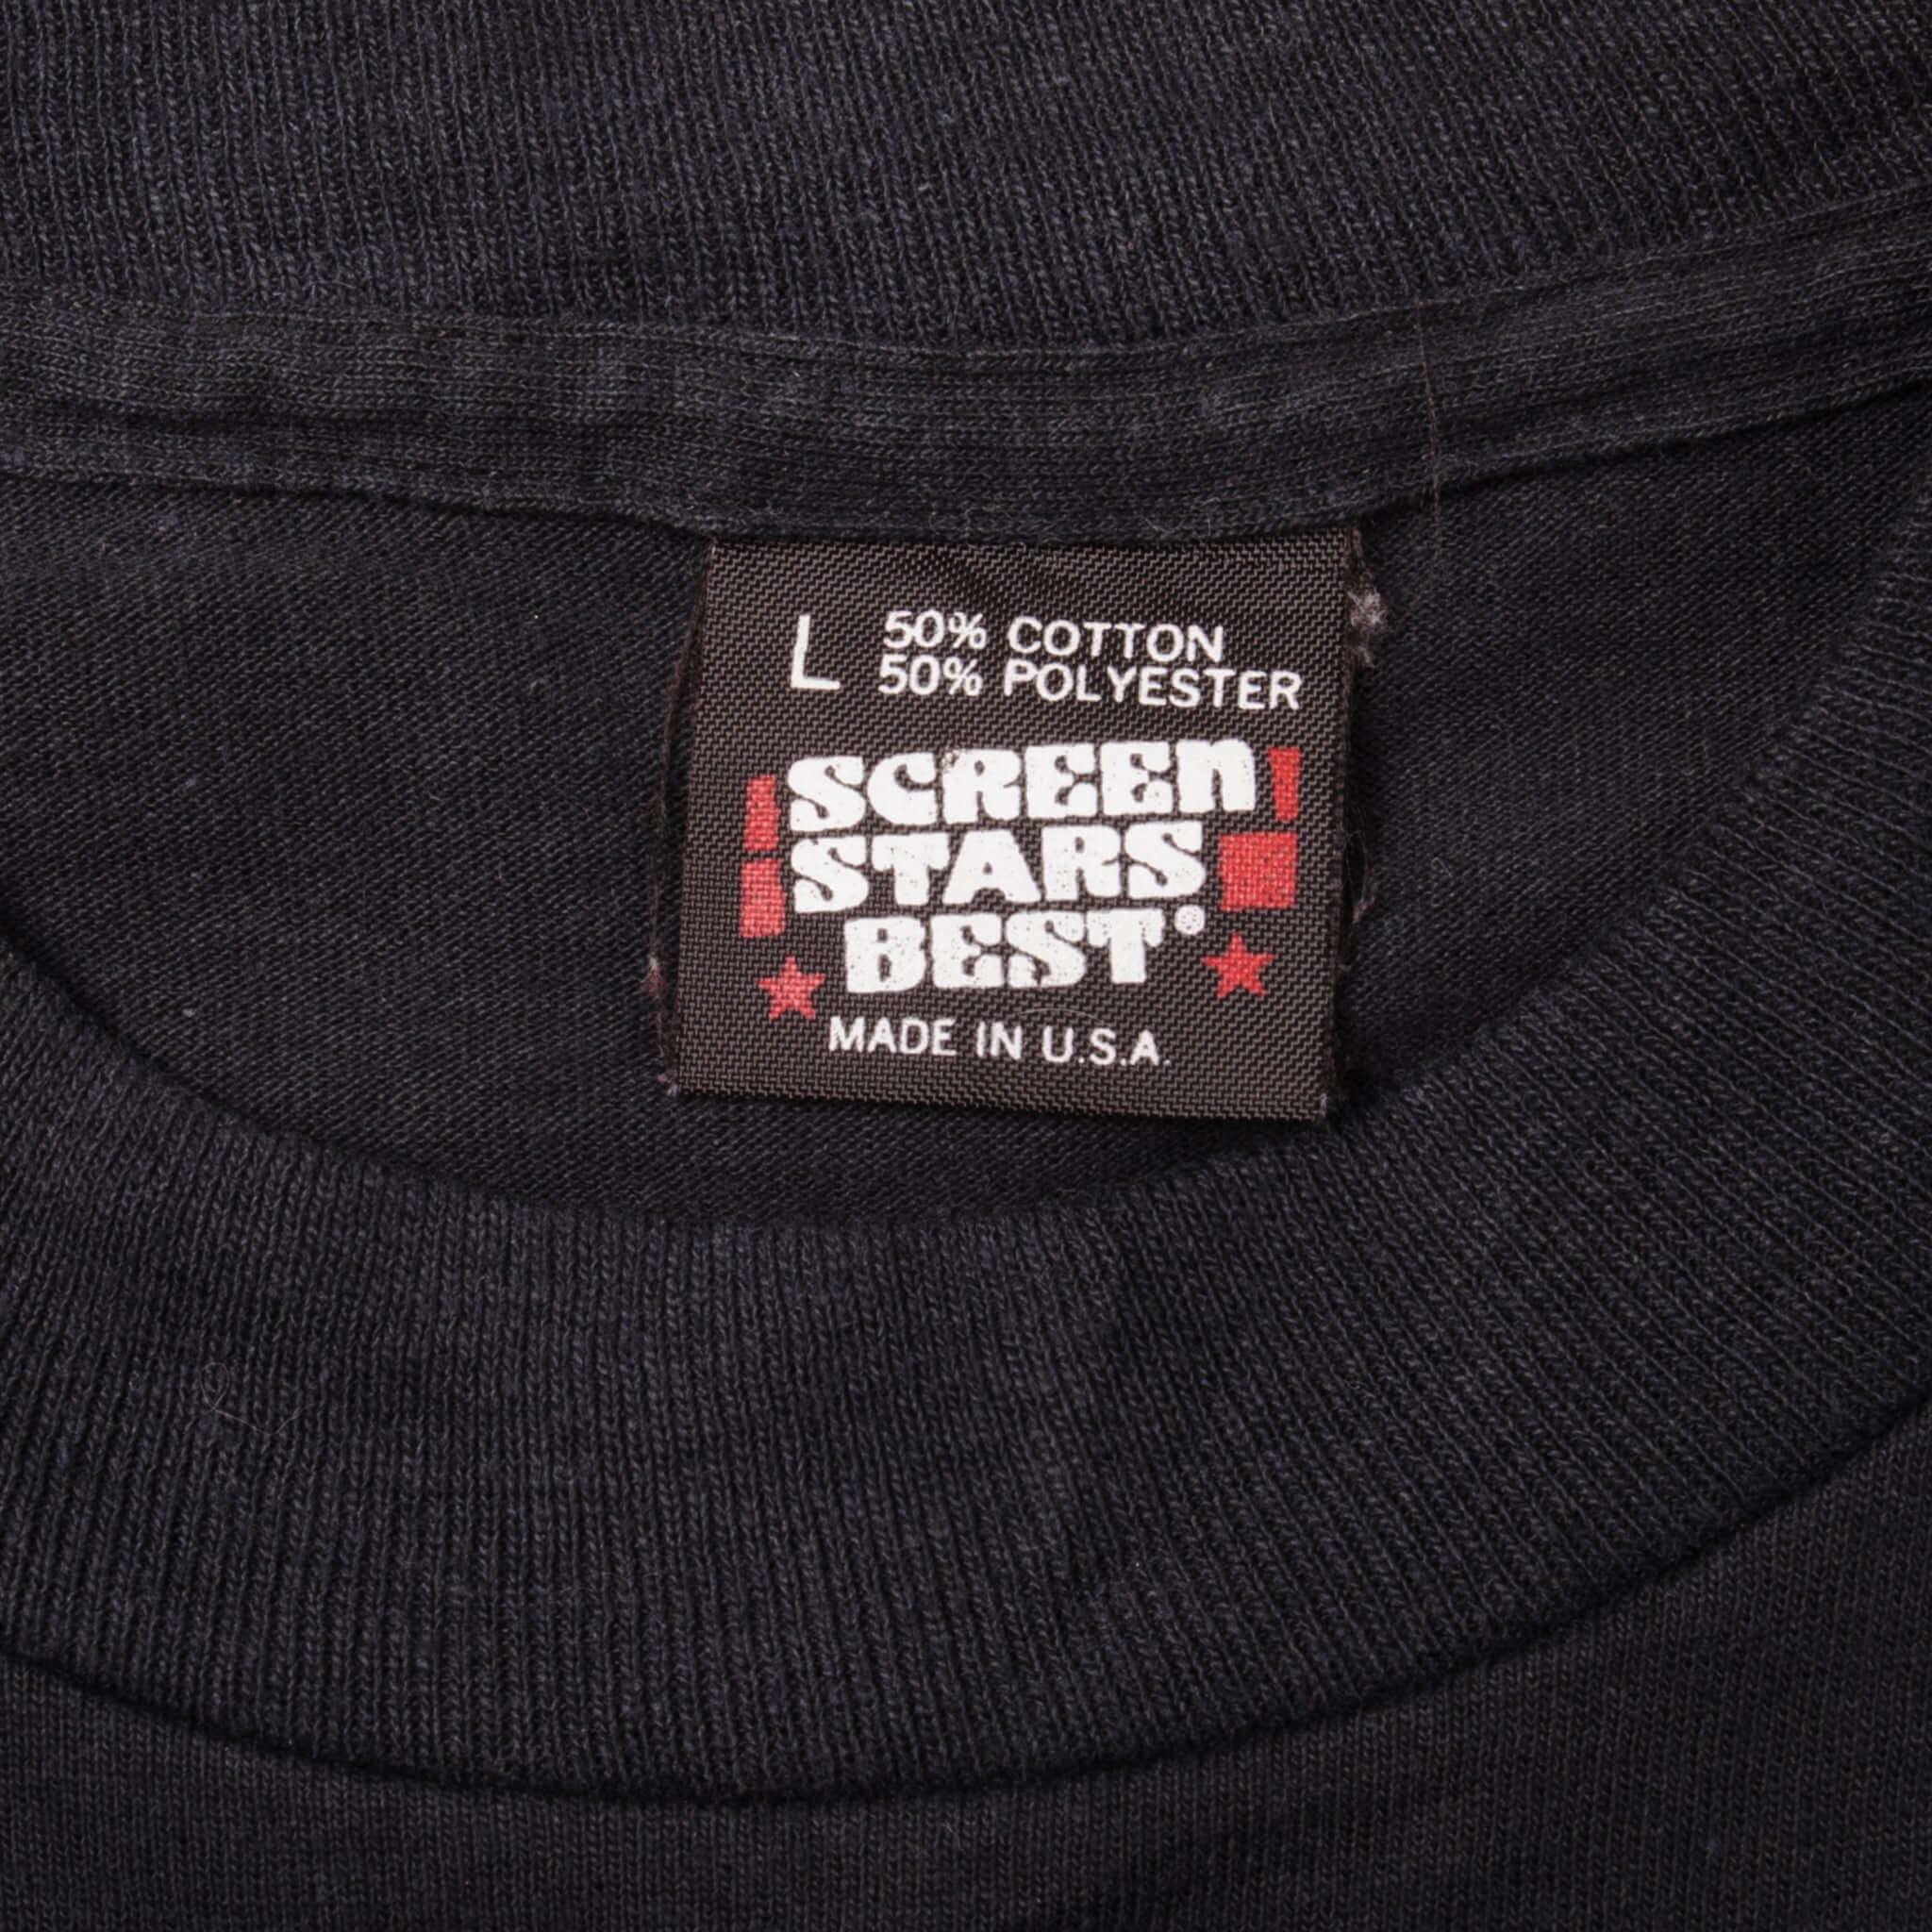 L 50% COTTON
50% POLYESTER
SCREEN
STARS
BEST®
MADE IN U.S.A.